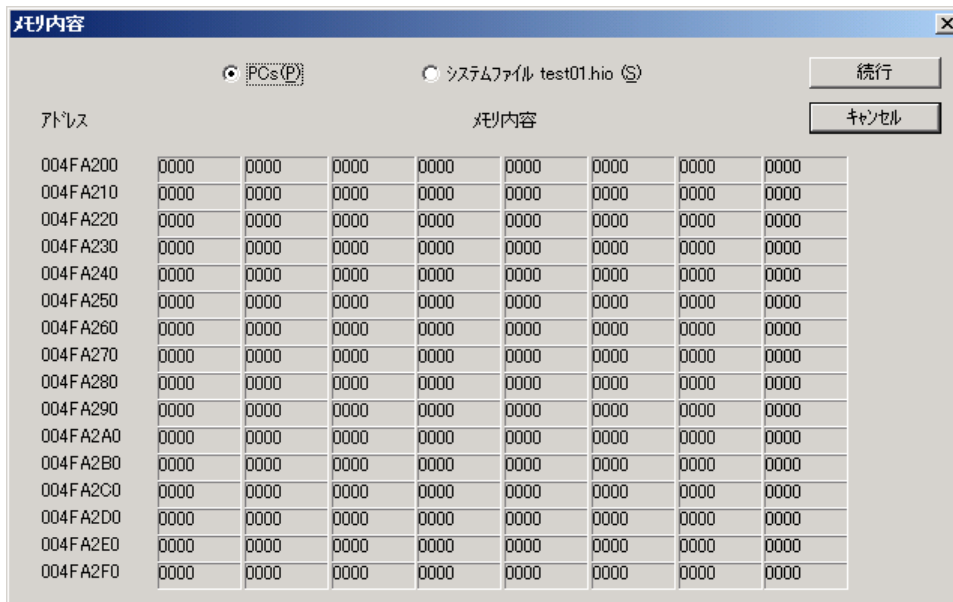 ﾒﾓﾘ内容
PCs(P) ｼｽﾃﾑﾌｧｲﾙ test01.hio (S) 続行
ｱﾄﾞﾚｽ ﾒﾓﾘ内容 ｷｬﾝｾﾙ
004FA200 0000 0000 0000 0000 0000 0000 0000 0000
004FA210 0000 0000 0000 0000 0000 0000 0000 0000
004FA220 0000 0000 0000 0000 0000 0000 0000 0000
004FA230 0000 0000 0000 0000 0000 0000 0000 0000
004FA240 0000 0000 0000 0000 0000 0000 0000 0000
004FA250 0000 0000 0000 0000 0000 0000 0000 0000
004FA260 0000 0000 0000 0000 0000 0000 0000 0000
004FA270 0000 0000 0000 0000 0000 0000 0000 0000
004FA280 0000 0000 0000 0000 0000 0000 0000 0000
004FA290 0000 0000 0000 0000 0000 0000 0000 0000
004FA2A0 0000 0000 0000 0000 0000 0000 0000 0000
004FA2B0 0000 0000 0000 0000 0000 0000 0000 0000
004FA2C0 0000 0000 0000 0000 0000 0000 0000 0000
004FA2D0 0000 0000 0000 0000 0000 0000 0000 0000
004FA2E0 0000 0000 0000 0000 0000 0000 0000 0000
004FA2F0 0000 0000 0000 0000 0000 0000 0000 0000